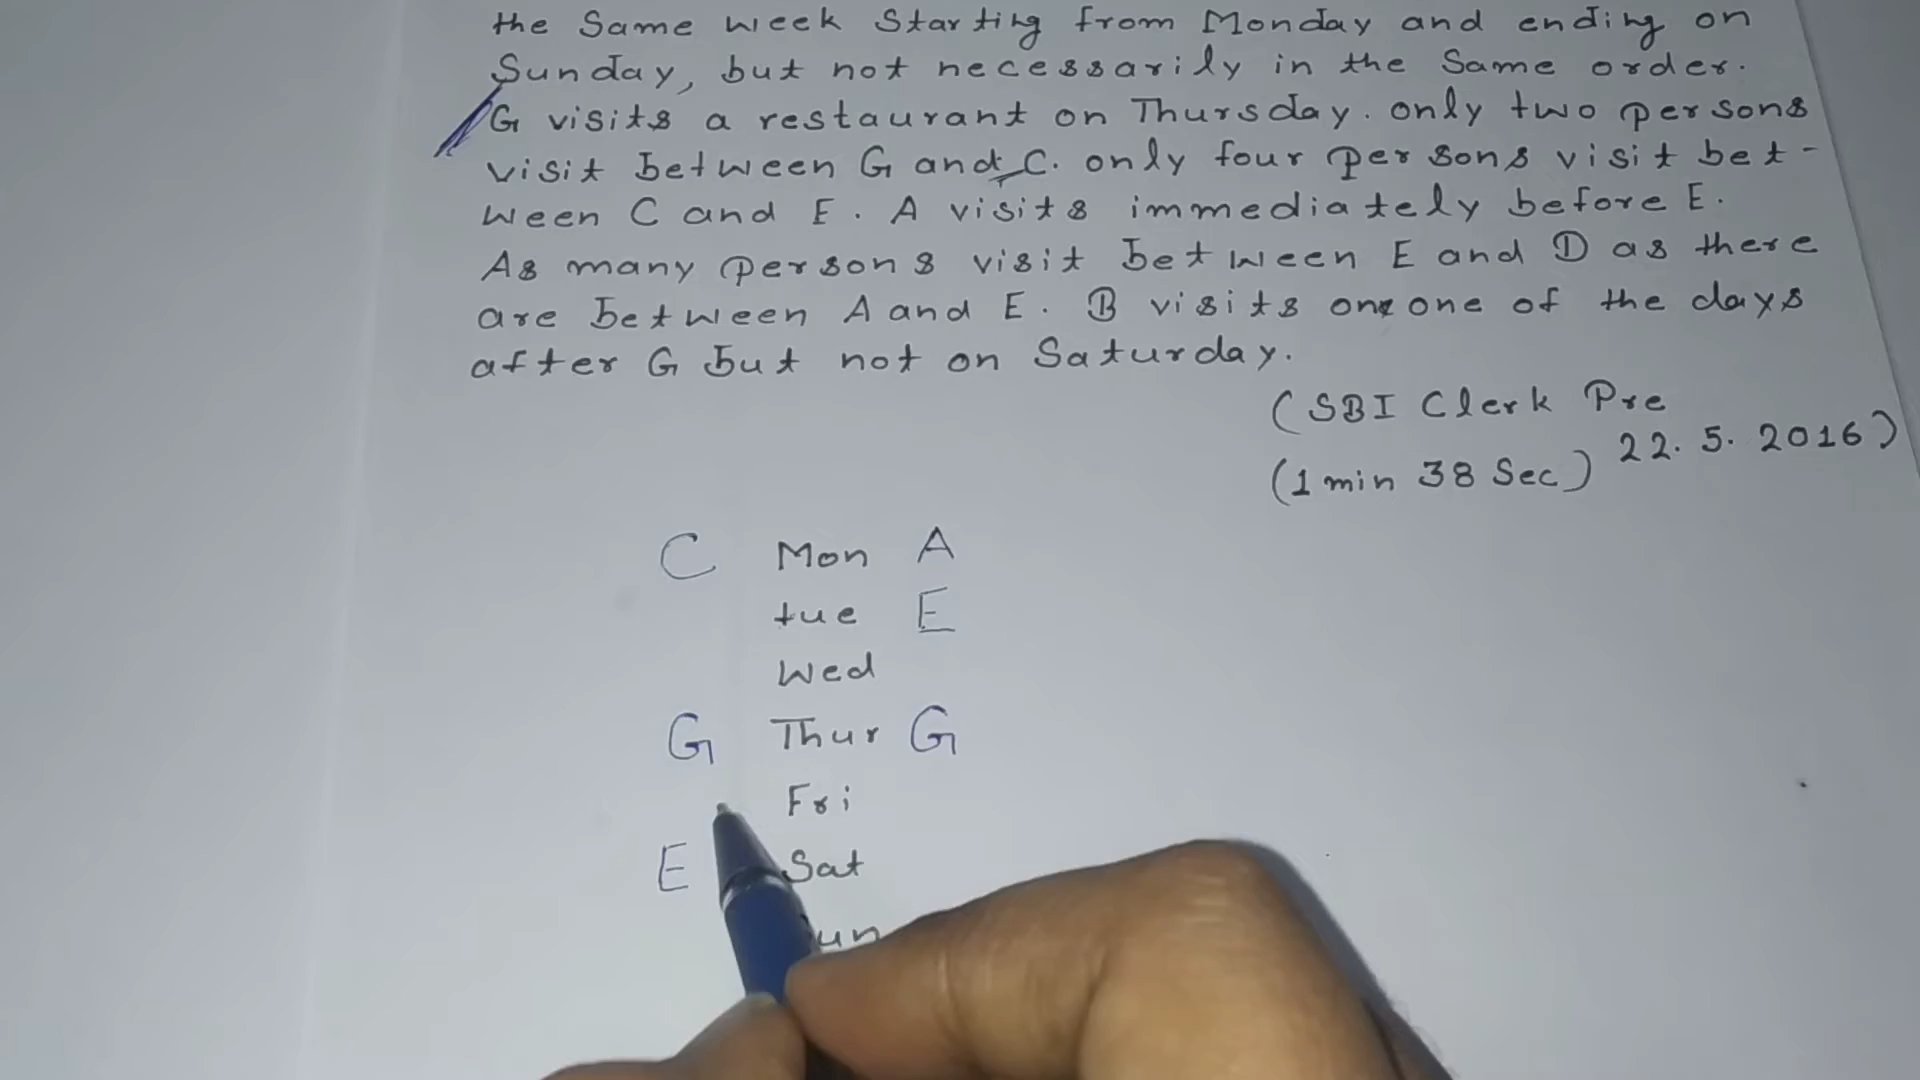 the Same week Starting from Monday and ending on
Sunday, but not necessarily in the Same order.
G visits a restaurant on Thursday. only two persons
visit between G and C. only four persons visit bet-
ween C and E. A visits immediately before E.
As many persons visit between E and D as there
are between A and E. B visits on one of the days
after G but not on Saturday.
(SBI Clerk Pre
22. 5. 2016)
(1 min 38 Sec)
C Mon A
tue E
Wed
G Thur G
Fri
E Sat
un